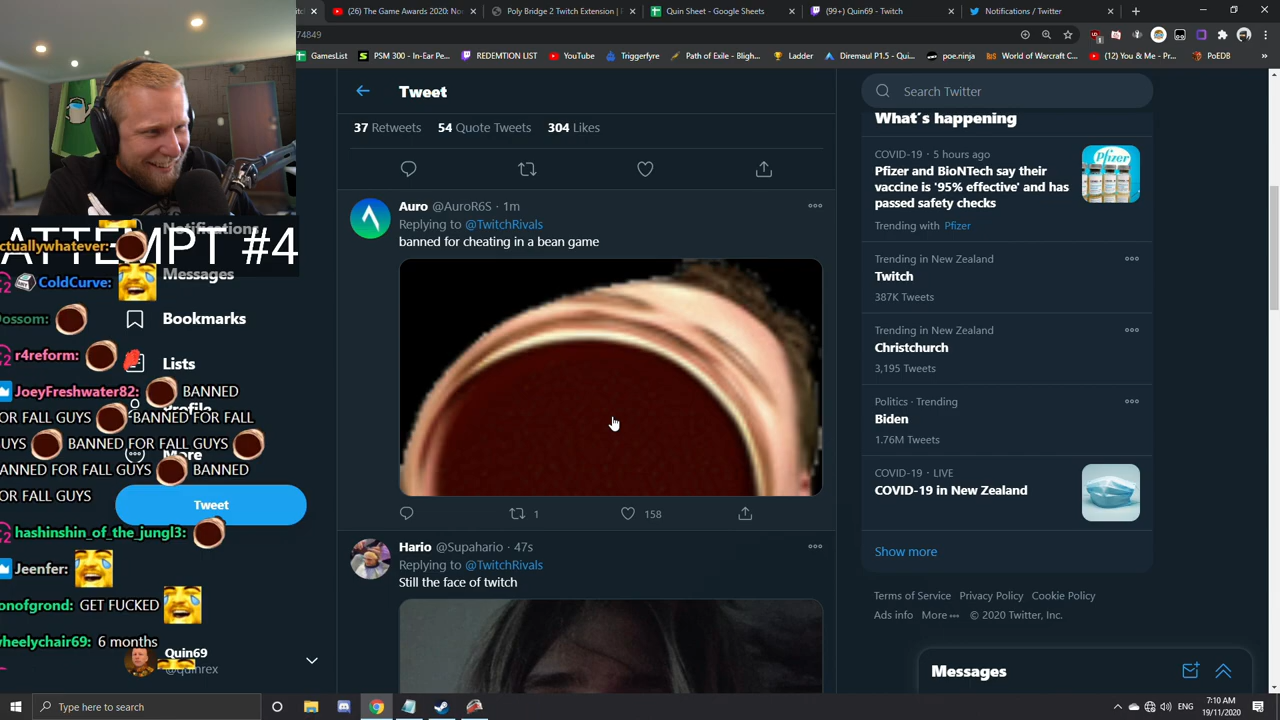 (26) The Game Awards 2020: No
Poly Bridge 2 Twitch Extension |
Quin Sheet - Google Sheets
(99+) Quin69 - Twitch
Notifications / Twitter
74849
GamesList
PSM 300 - In-Ear Pe...
REDEMTION LIST
YouTube
Triggerfyre
Path of Exile - Phant...
Ladder
Diremaul P1.5 - Qui...
poe.ninja
World of Warcraft C...
(12) You & Me - Pr...
PoEDB
Tweet
37 Retweets 54 Quote Tweets 304 Likes
Auro @AuroR6S · 1m
Replying to @TwitchRivals
banned for cheating in a bean game
1
158
Hario @Supahario · 47s
Replying to @TwitchRivals
Still the face of twitch
Search Twitter
What's happening
COVID-19 · 5 hours ago
Pfizer and BioNTech say their
vaccine is '95% effective' and has
passed safety checks
Trending with Pfizer
Trending in New Zealand
Twitch
387K Tweets
Trending in New Zealand
Christchurch
3,195 Tweets
Politics · Trending
Biden
1.76M Tweets
COVID-19 · LIVE
COVID-19 in New Zealand
Show more
Terms of Service Privacy Policy Cookie Policy
Ads info More © 2020 Twitter, Inc.
Messages
Notifications
ATTEMPT #4
Messages
Bookmarks
Lists
Profile
More
Tweet
Quin69
@quinrex
ctuallywhatever:
ColdCurve:
ossom:
r4reform:
JoeyFreshwater82: BANNED
OR FALL GUYS BANNED FOR FALL
UYS BANNED FOR FALL GUYS
ANNED FOR FALL GUYS BANNED
FOR FALL GUYS
hashinshin_of_the_jungl3:
Jeenfer:
onofgrond: GET FUCKED
wheelychair69: 6 months
Type here to search
ENG
7:10 AM
19/11/2020